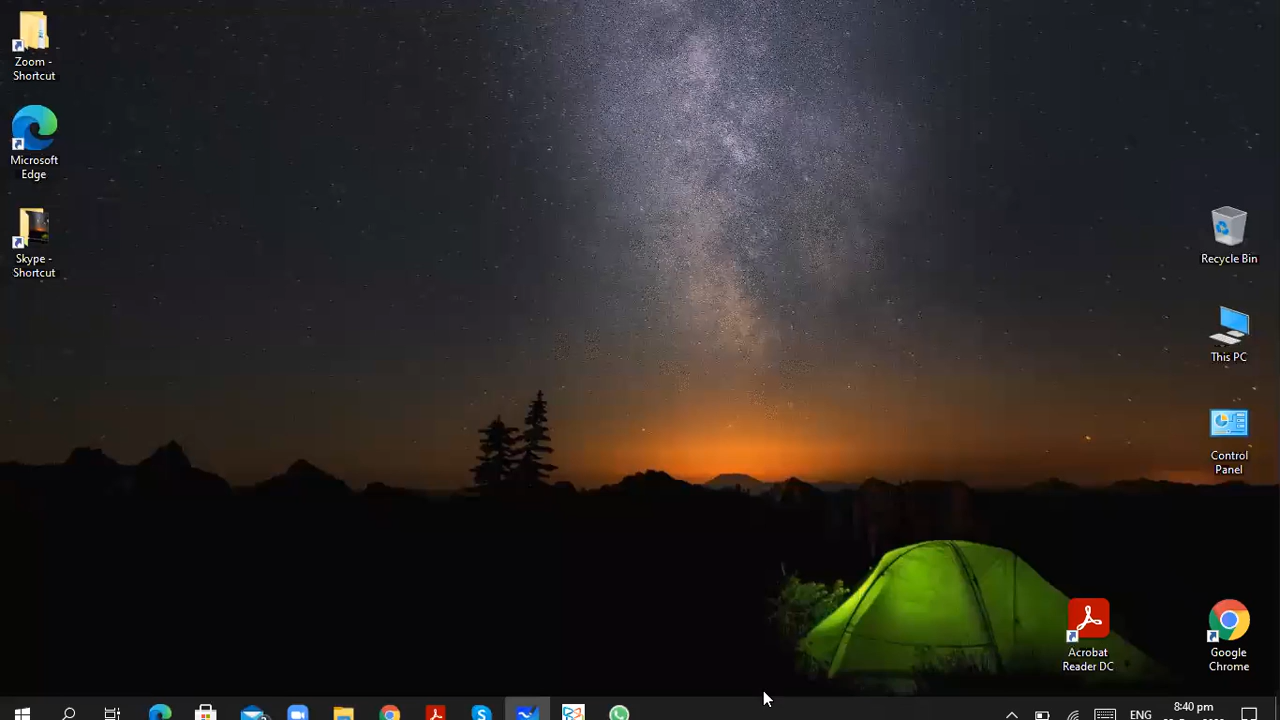 Zoom -
Shortcut
Microsoft
Edge
Skype -
Shortcut
Recycle Bin
This PC
Control
Panel
Acrobat
Reader DC
Google
Chrome
ENG
8:40 pm